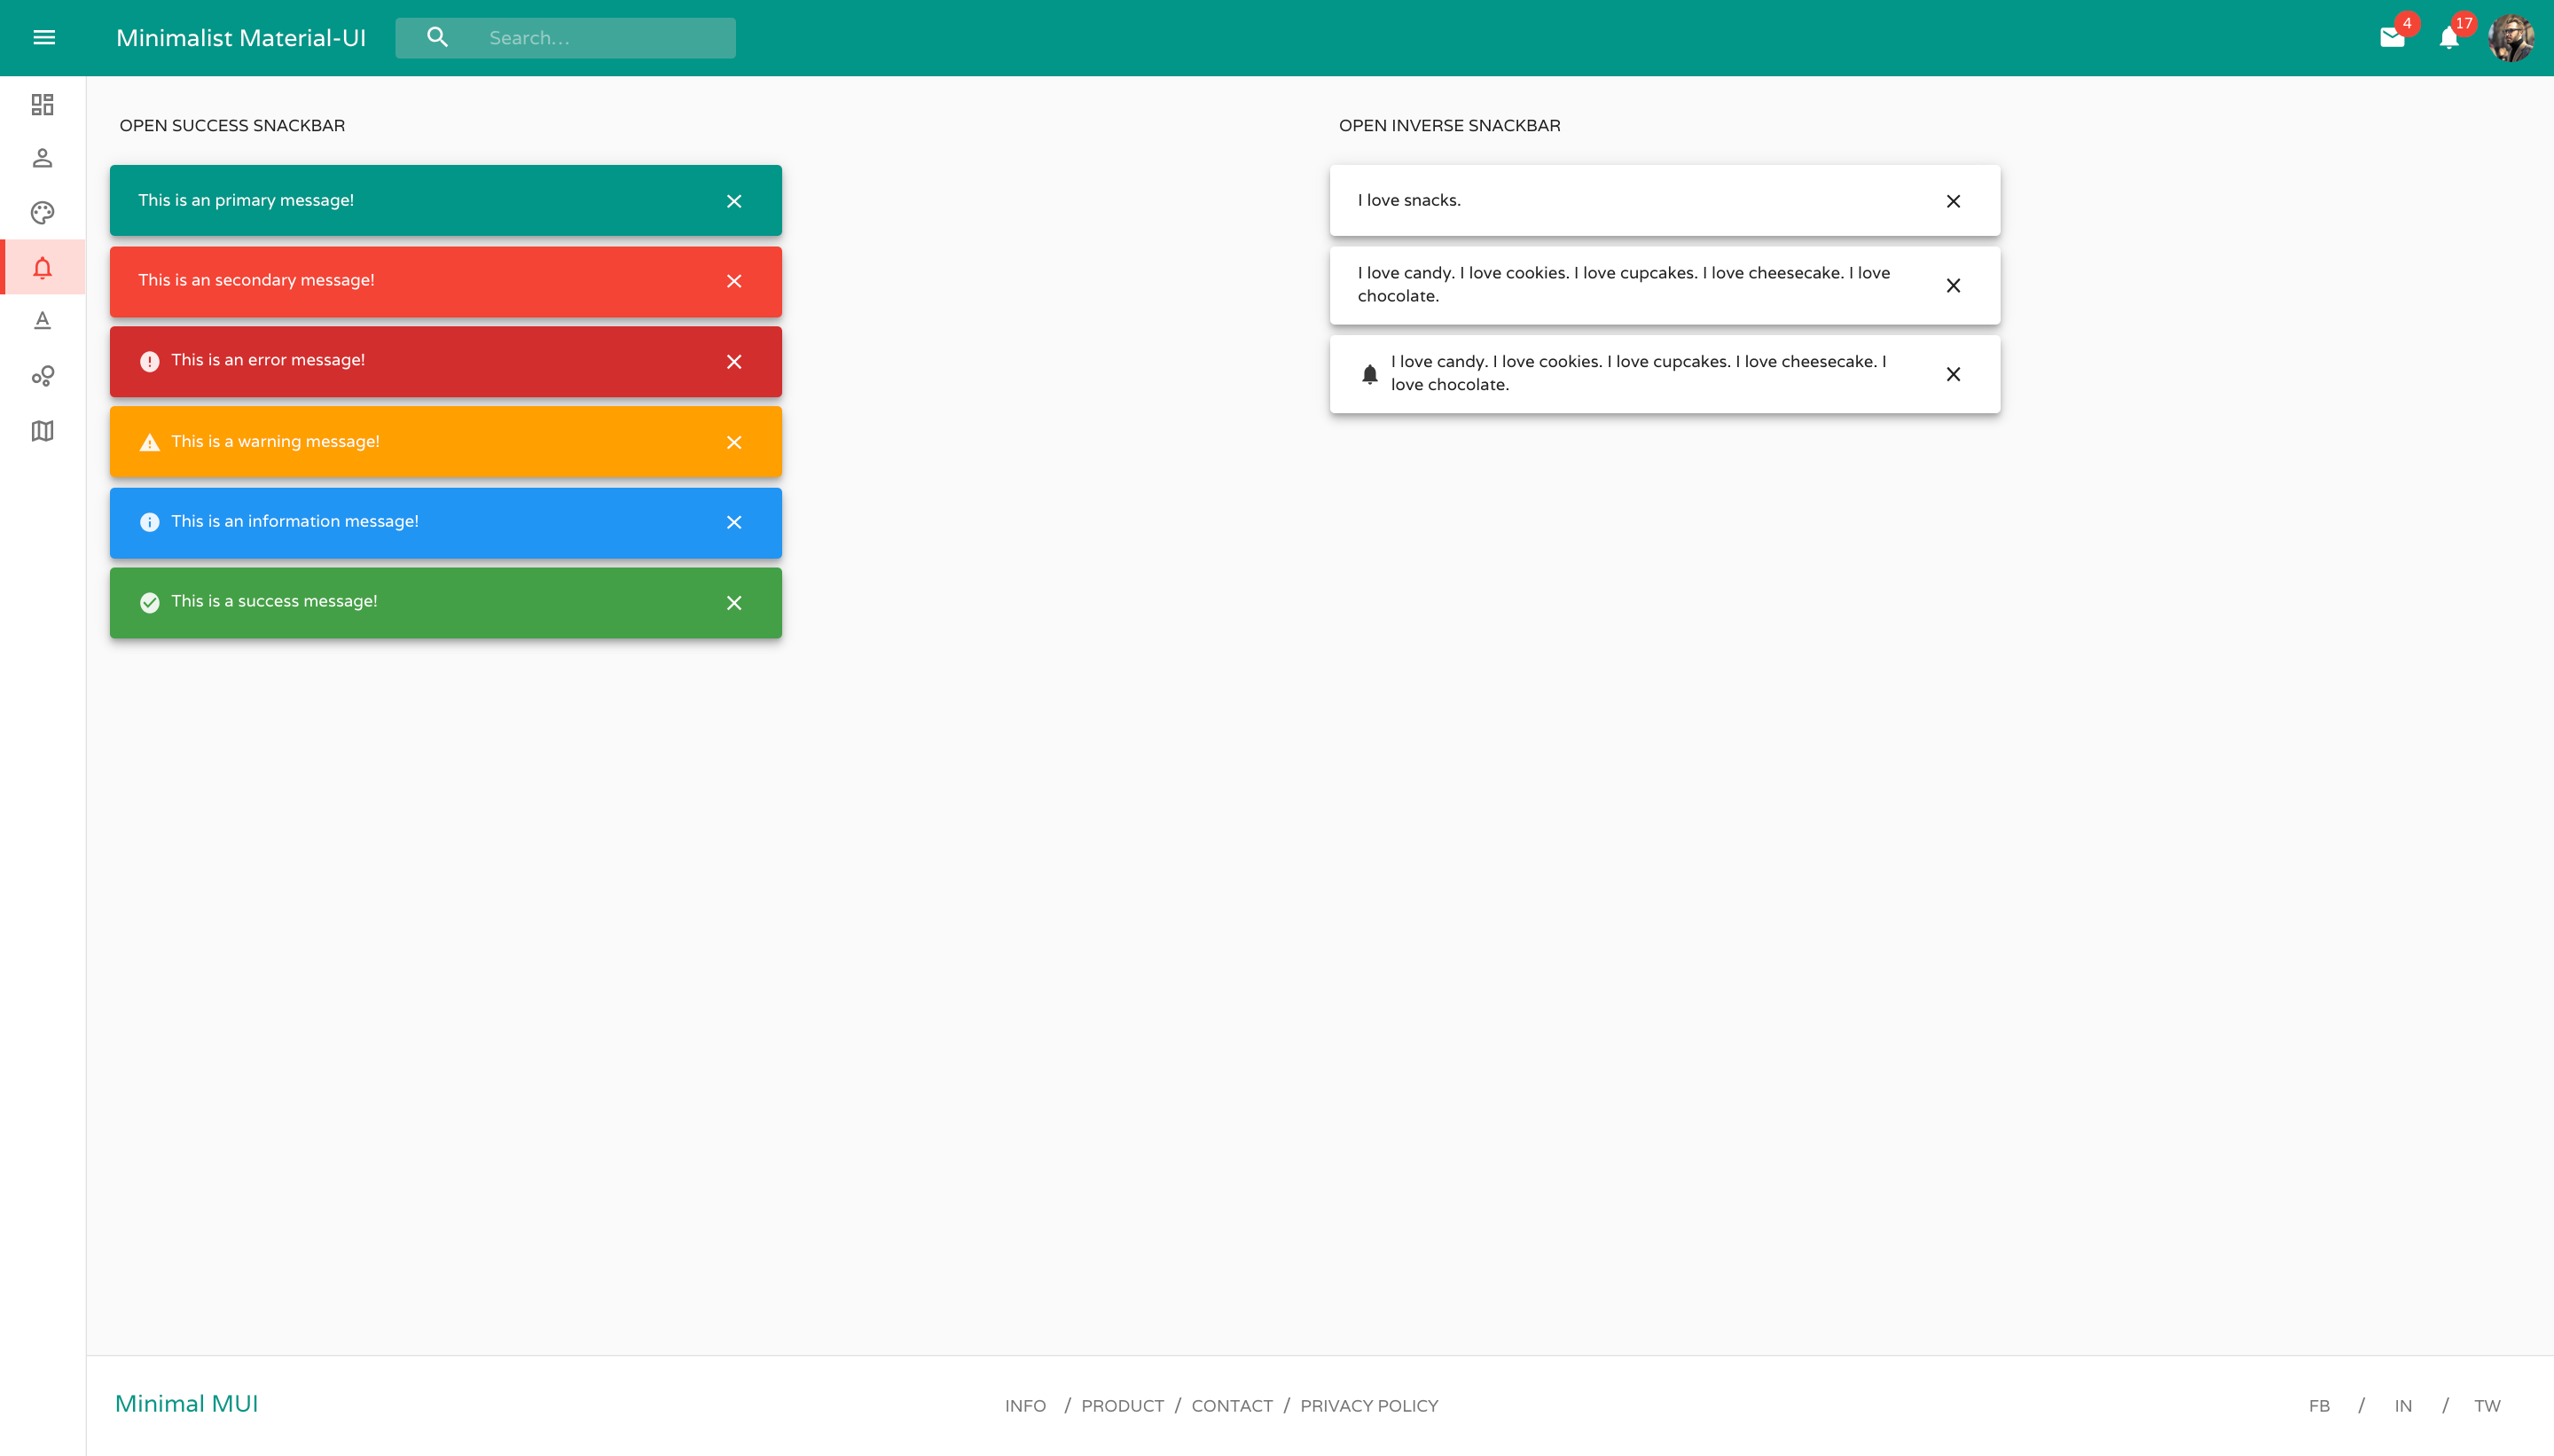 Minimalist Material-UI
Search...
4
17
OPEN SUCCESS SNACKBAR
This is an primary message!
This is an secondary message!
This is an error message!
This is a warning message!
This is an information message!
This is a success message!
OPEN INVERSE SNACKBAR
I love snacks.
I love candy. I love cookies. I love cupcakes. I love cheesecake. I love
chocolate.
I love candy. I love cookies. I love cupcakes. I love cheesecake. I
love chocolate.
Minimal MUI
INFO / PRODUCT / CONTACT / PRIVACY POLICY
FB / IN / TW